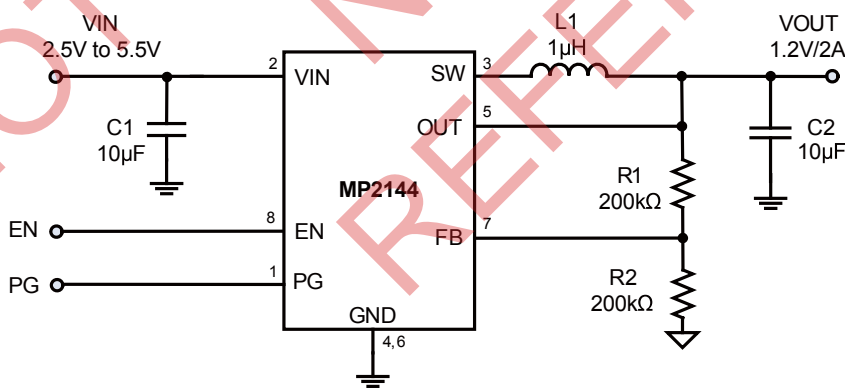 VIN
2.5V to 5.5V
C1
10µF
EN
PG
2
8
1
VIN
EN
PG
MP2144
SW
OUT
FB
GND
4,6
3
5
7
L1
1µH
R1
200kΩ
R2
200kΩ
VOUT
1.2V/2A
C2
10µF